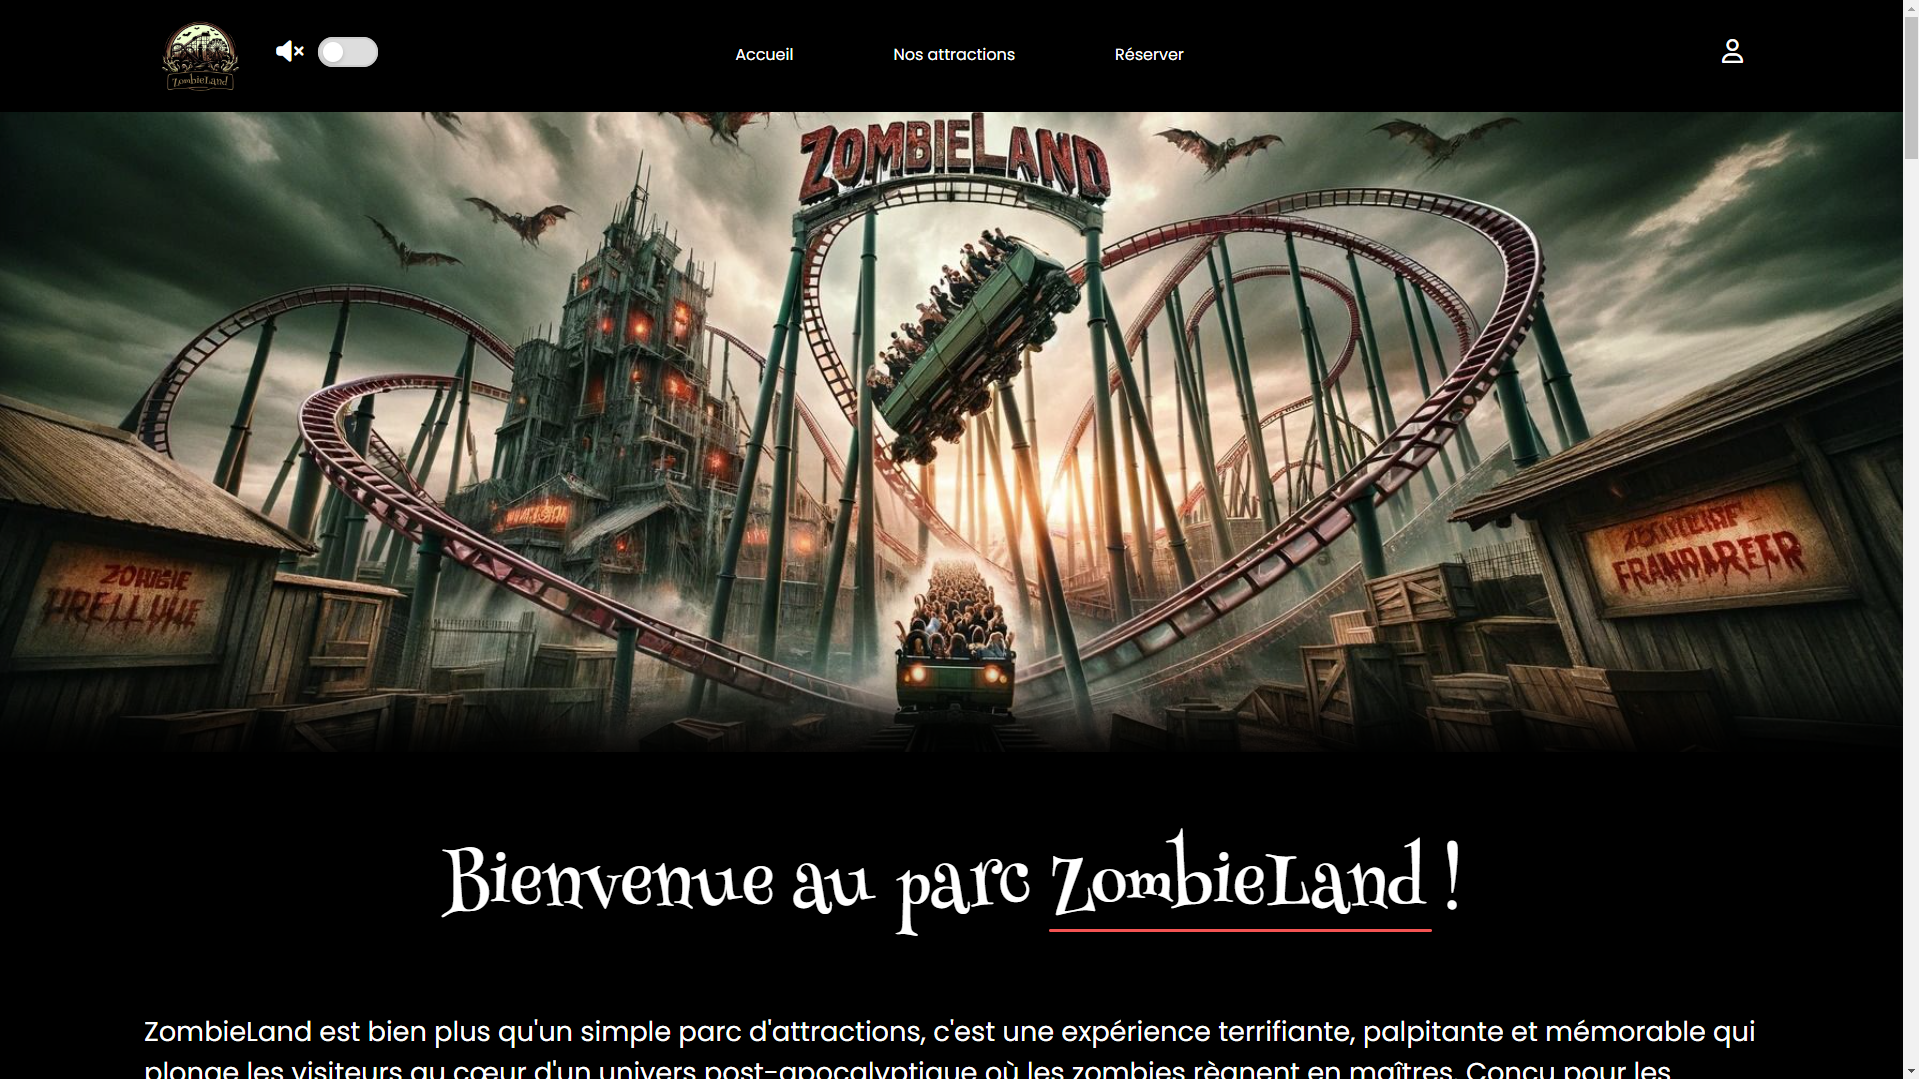 ZombieLand
Accueil
Nos attractions
Réserver
ZOMBIELAND
ZOMBIE
Bienvenue au parc ZombieLand !
ZombieLand est bien plus qu'un simple parc d'attractions, c'est une expérience terrifiante, palpitante et mémorable qui
plonge les visiteurs au cœur d'un univers post-apocalyptique où les zombies règnent en maîtres. Conçu pour les